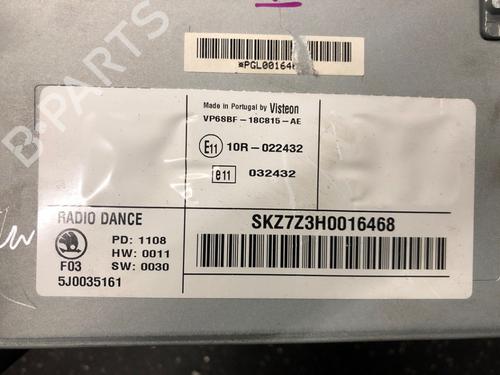 B-PARTS
*PGL00164
Made in Portugal by Visteon
VP6SBF - 18C815 - AE
E11 10R - 022432
e11 032432
RADIO DANCE
SKZ7Z3H0016468
PD: 1108
HW: 0011
F03 SW: 0030
5J0035161